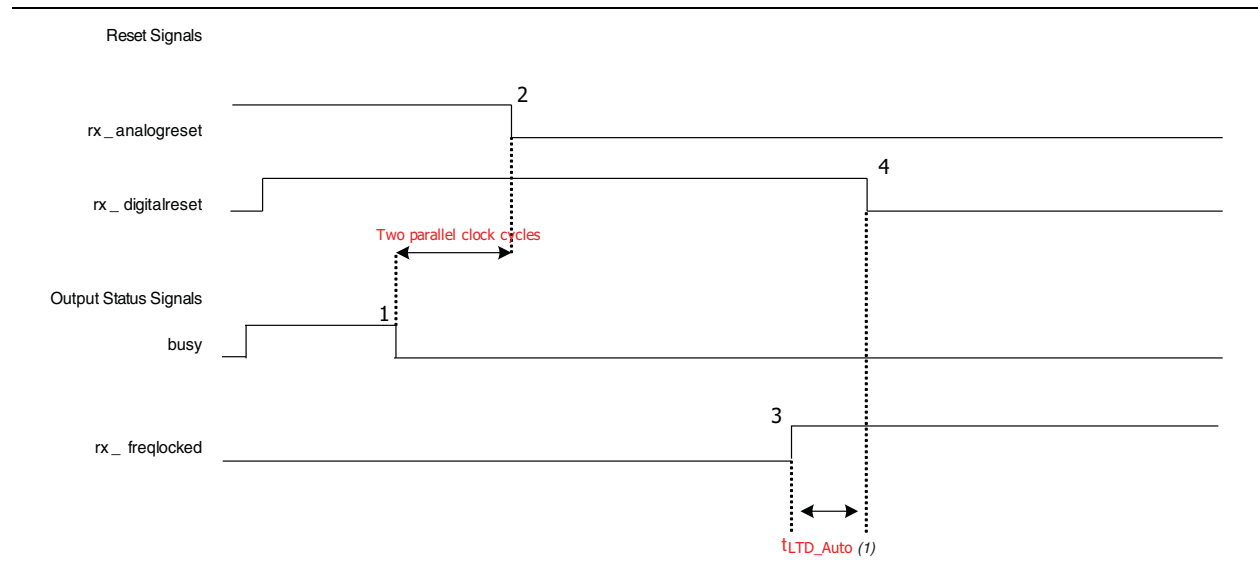 Reset Signals
2
rx _ analogreset
4
rx _ digitalreset
Two parallel clock cycles
Output Status Signals
1
busy
3
rx _ freqlocked
tLTD_Auto (1)